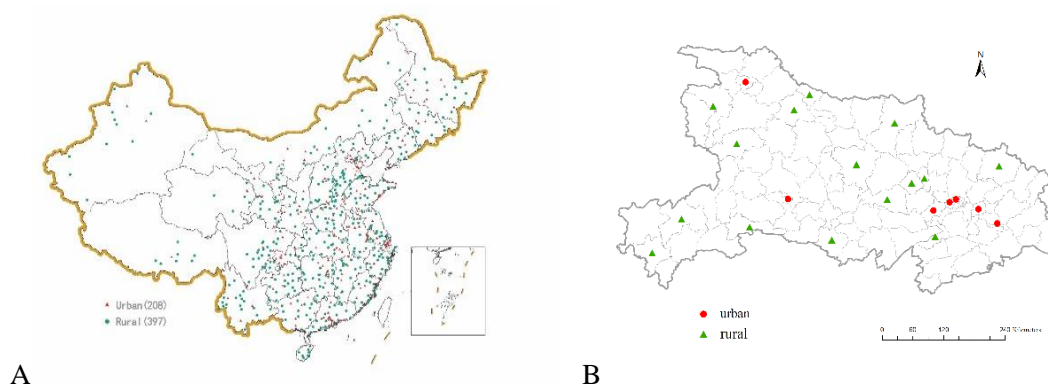 Urban(208)
Rural(397)
A
N
urban
rural
0 60 120 240 Kilometers
B